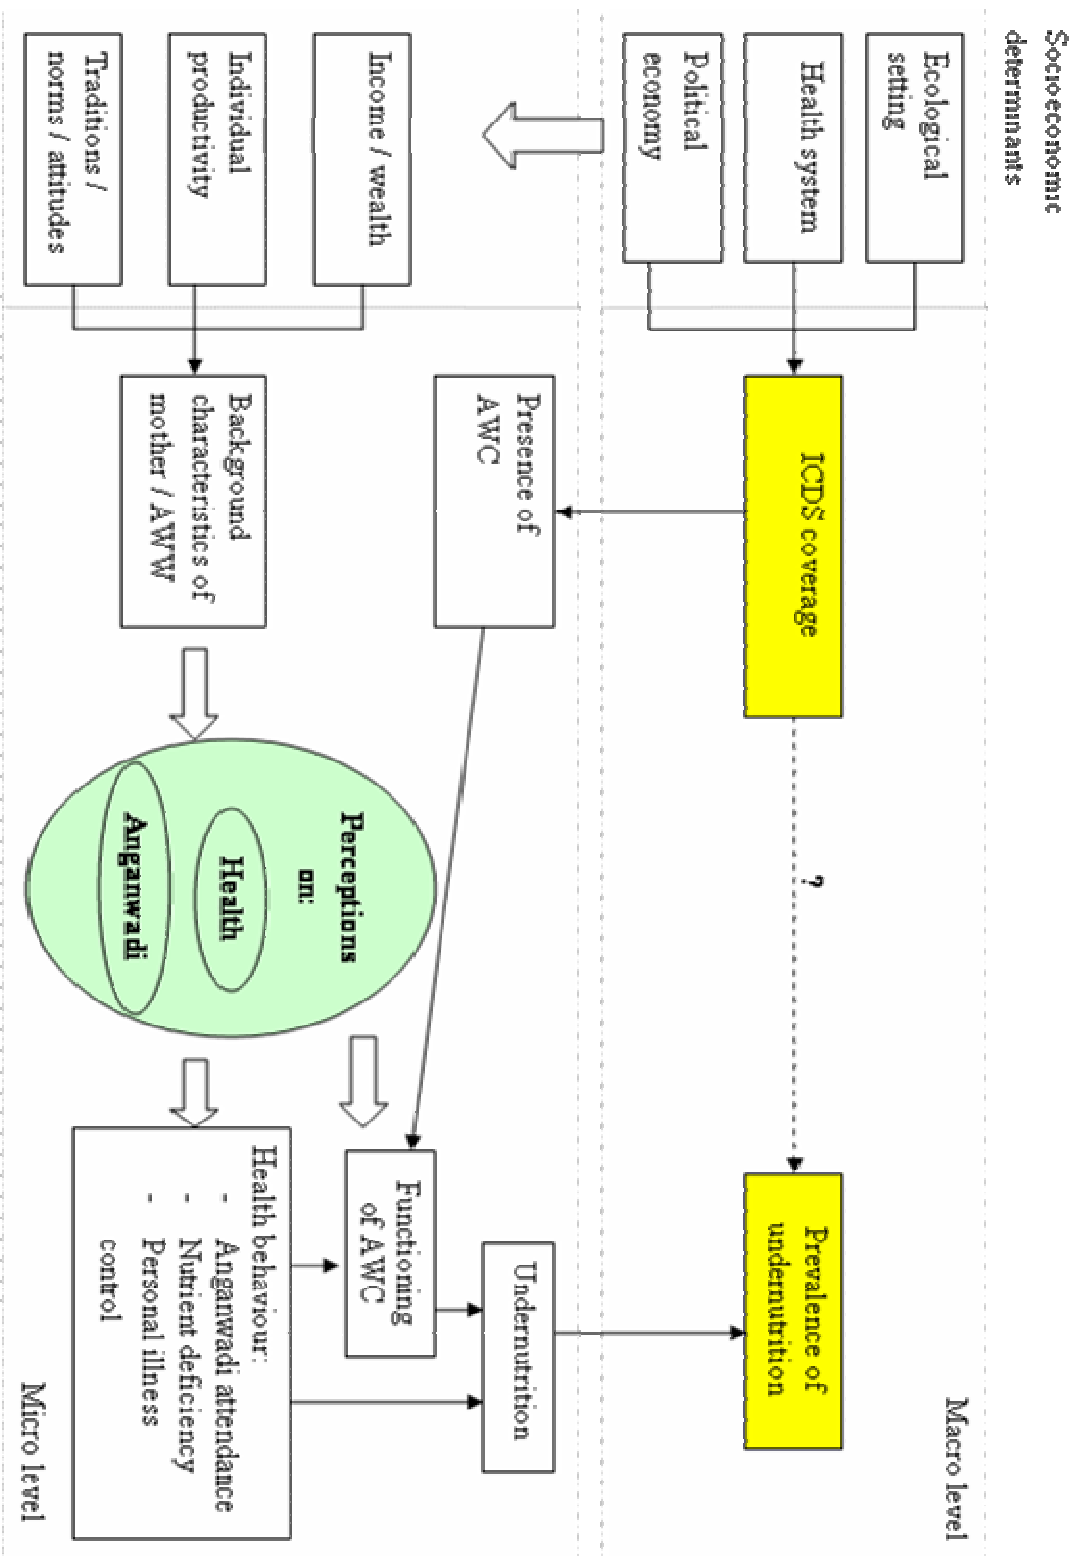 Socioeconomic
determinants
Macro level
Ecological
setting
Health system
Political
economy
ICDS coverage
?
Prevalence of
undernutrition
Income / wealth
Individual
productivity
Traditions /
norms / attitudes
Presence of
AWC
Background
characteristics of
mother / AWW
Perceptions
on:
Health
Anganwadi
Undernutrition
Functioning
of AWC
Health behaviour:
- Anganwadi attendance
- Nutrient deficiency
- Personal illness
control
Micro level